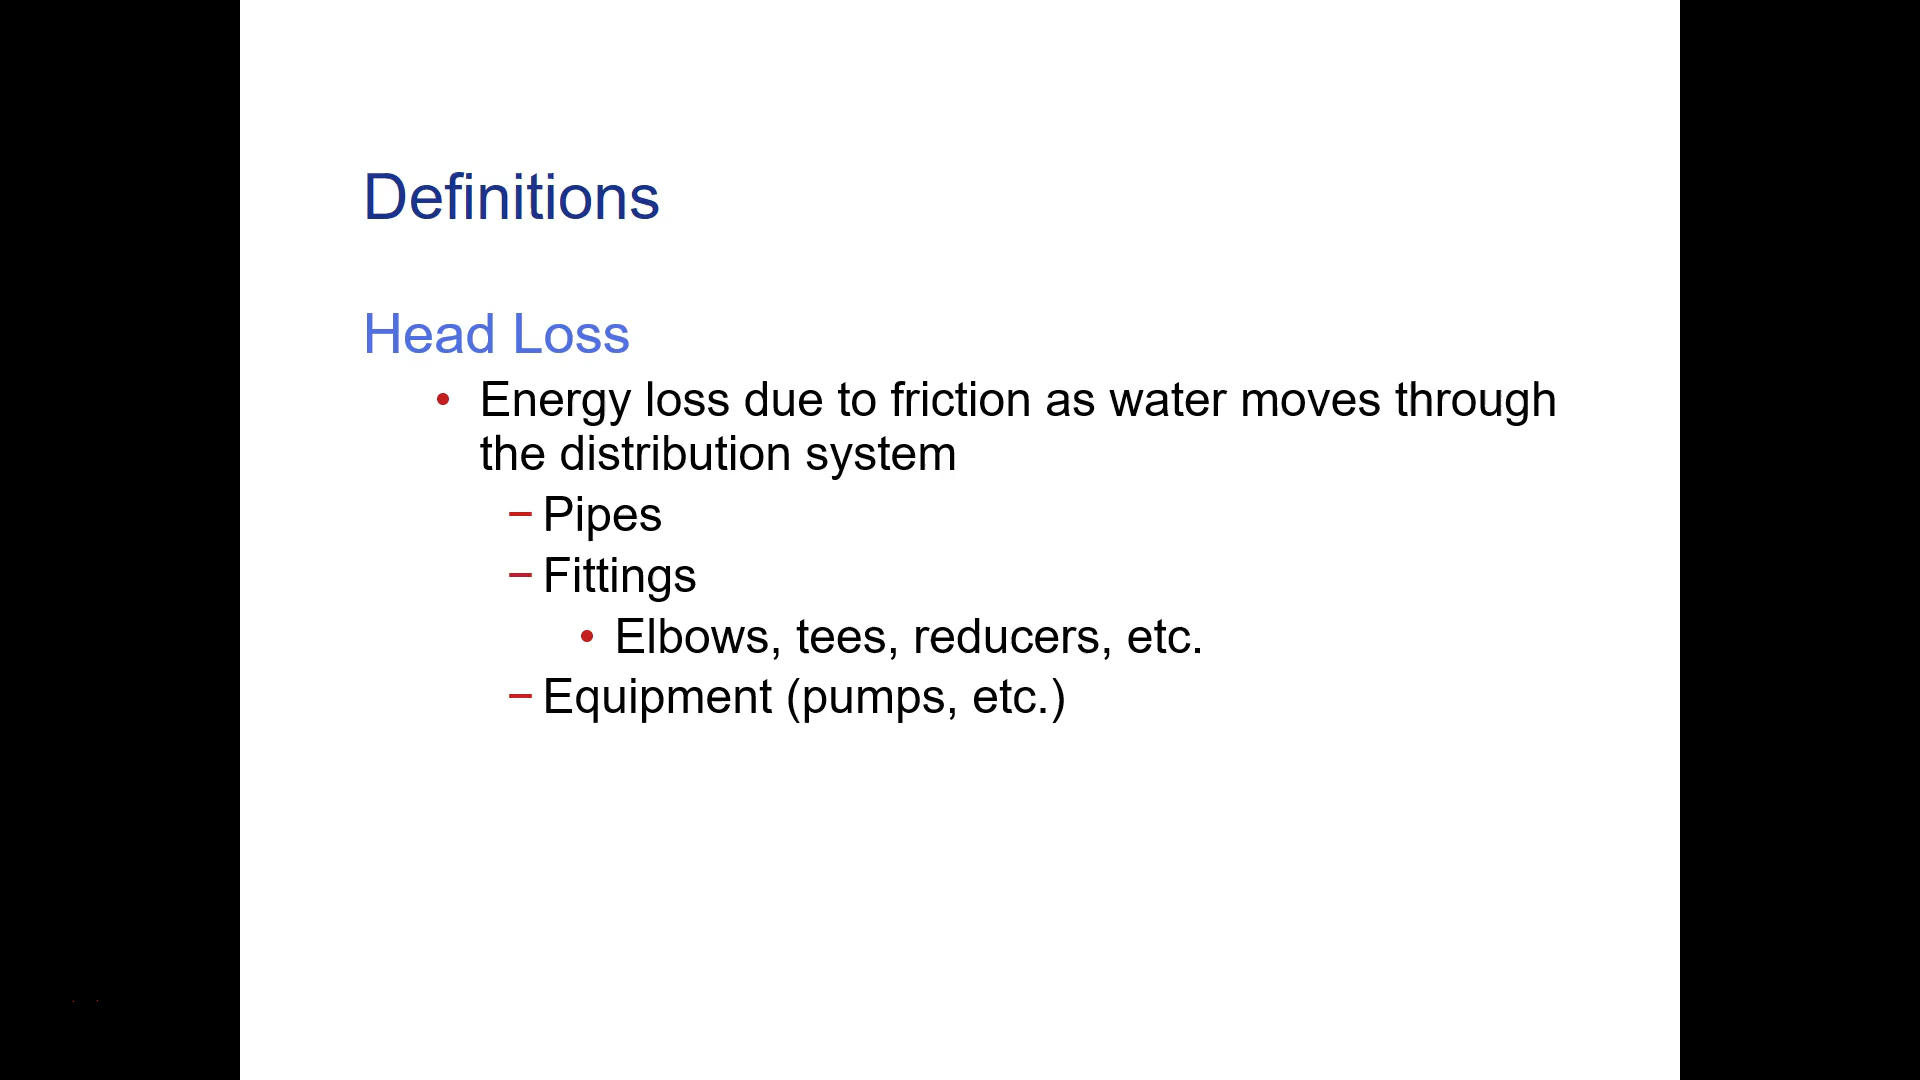 Definitions
Head Loss
• Energy loss due to friction as water moves through
the distribution system
– Pipes
– Fittings
• Elbows, tees, reducers, etc.
– Equipment (pumps, etc.)